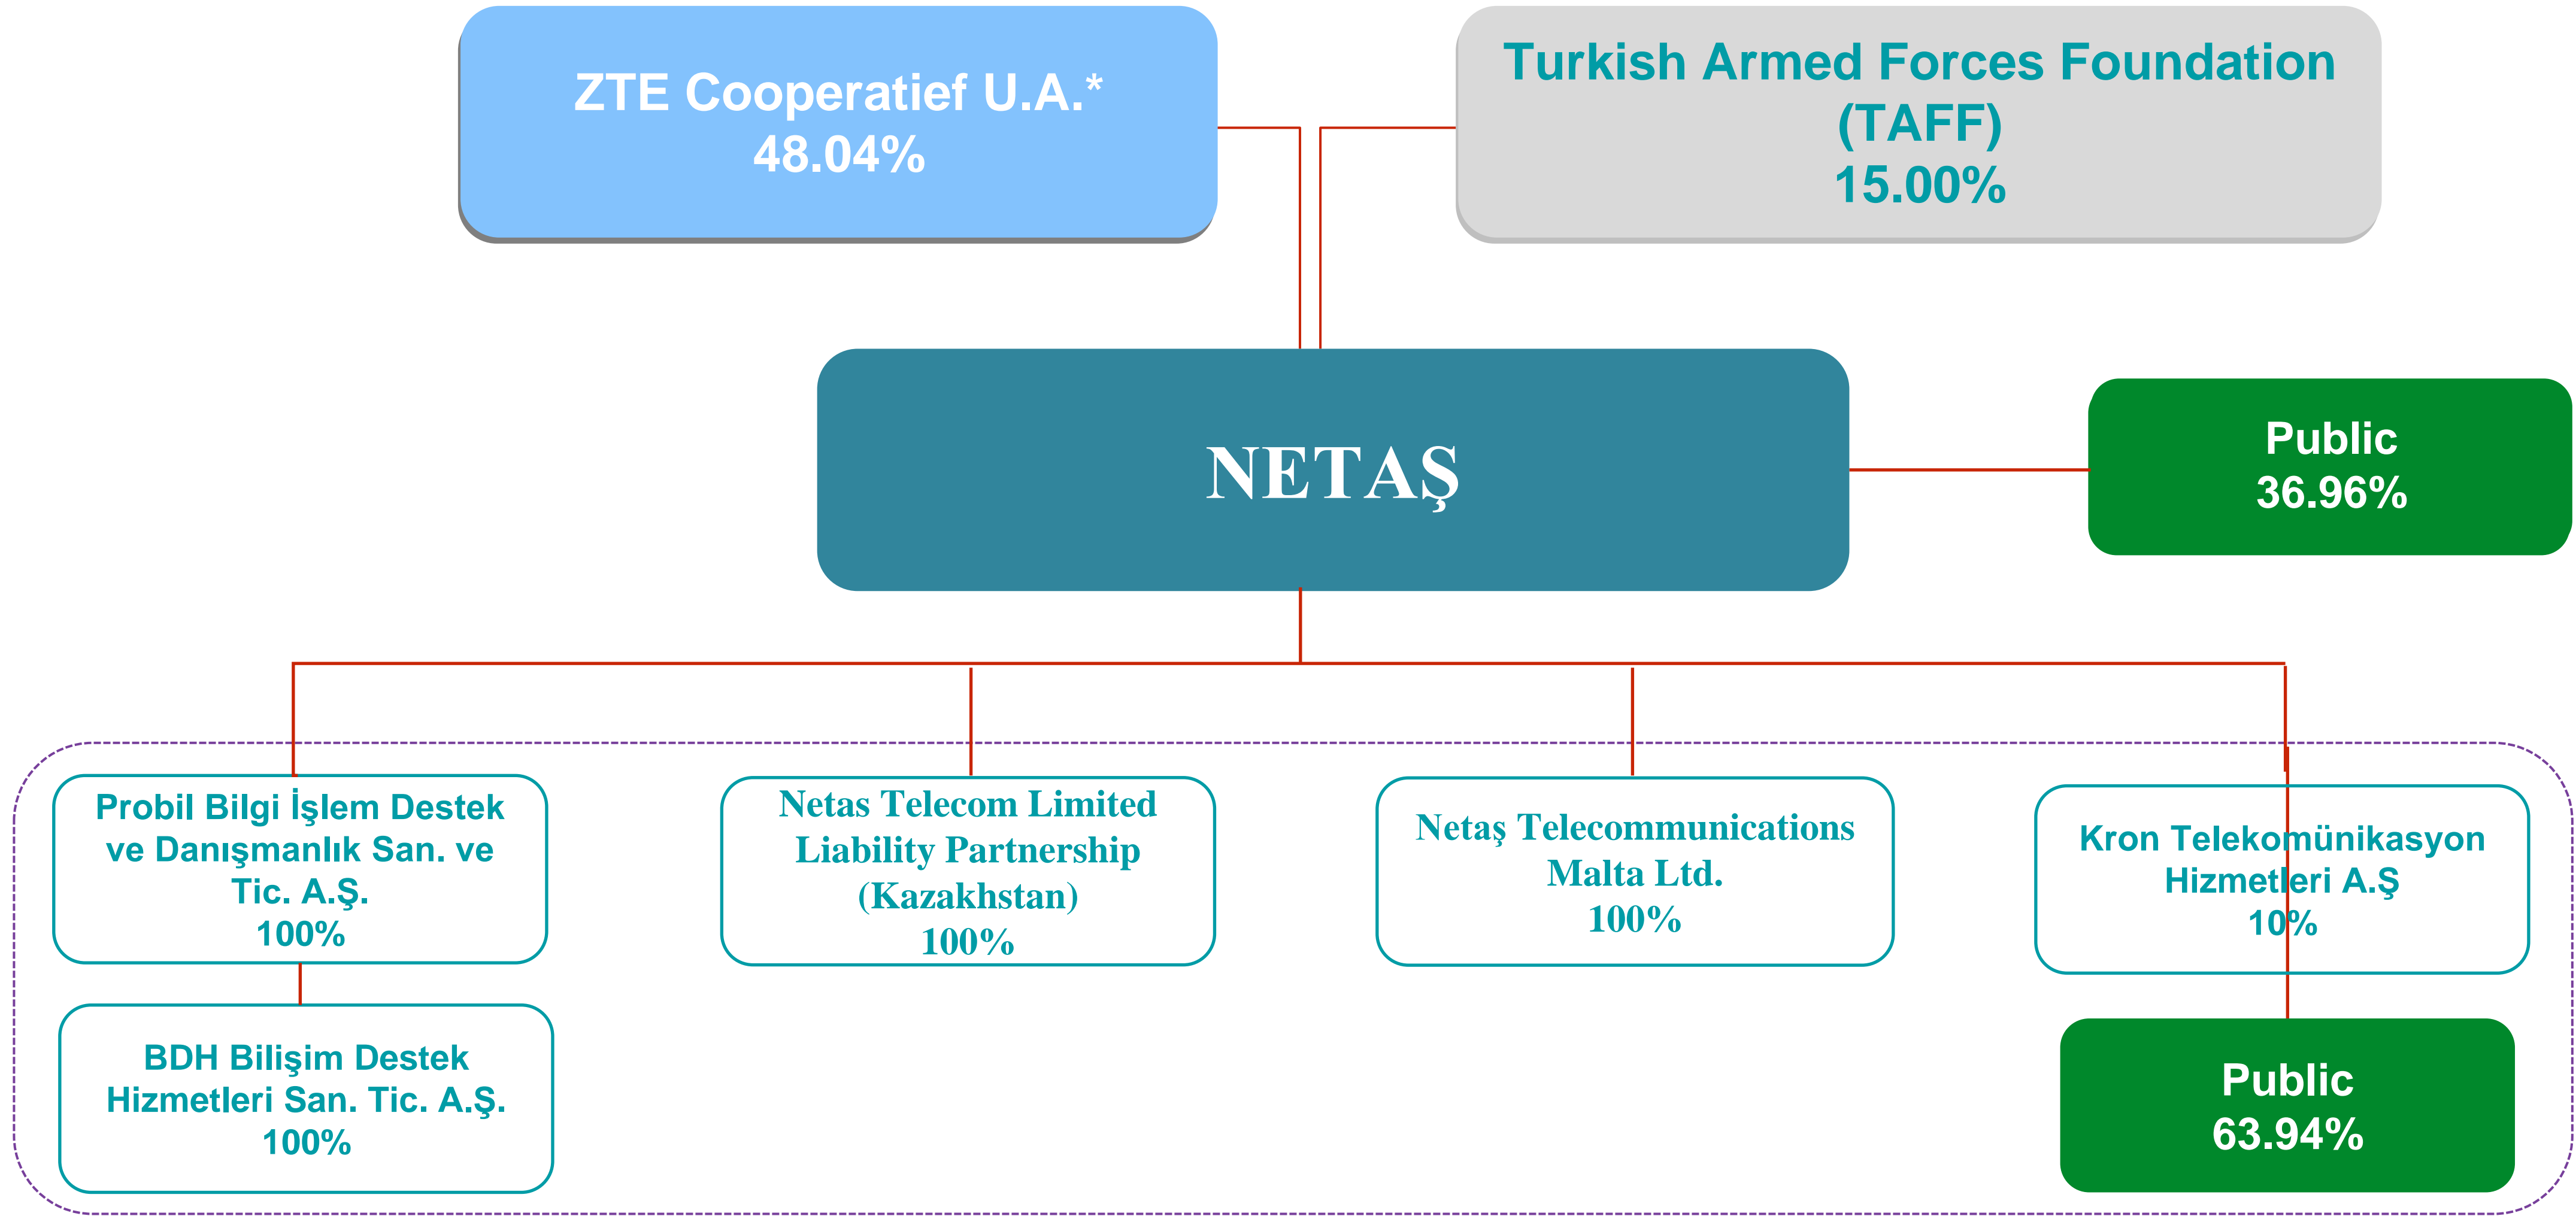 ZTE Cooperatief U.A.*
48.04%
Turkish Armed Forces Foundation
(TAFF)
15.00%
NETAŞ
Public
36.96%
Probil Bilgi İşlem Destek
ve Danışmanlık San. ve
Tic. A.Ş.
100%
Netas Telecom Limited
Liability Partnership
(Kazakhstan)
100%
Netaş Telecommunications
Malta Ltd.
100%
Kron Telekomünikasyon
Hizmetleri A.Ş
10%
BDH Bilişim Destek
Hizmetleri San. Tic. A.Ş.
100%
Public
63.94%